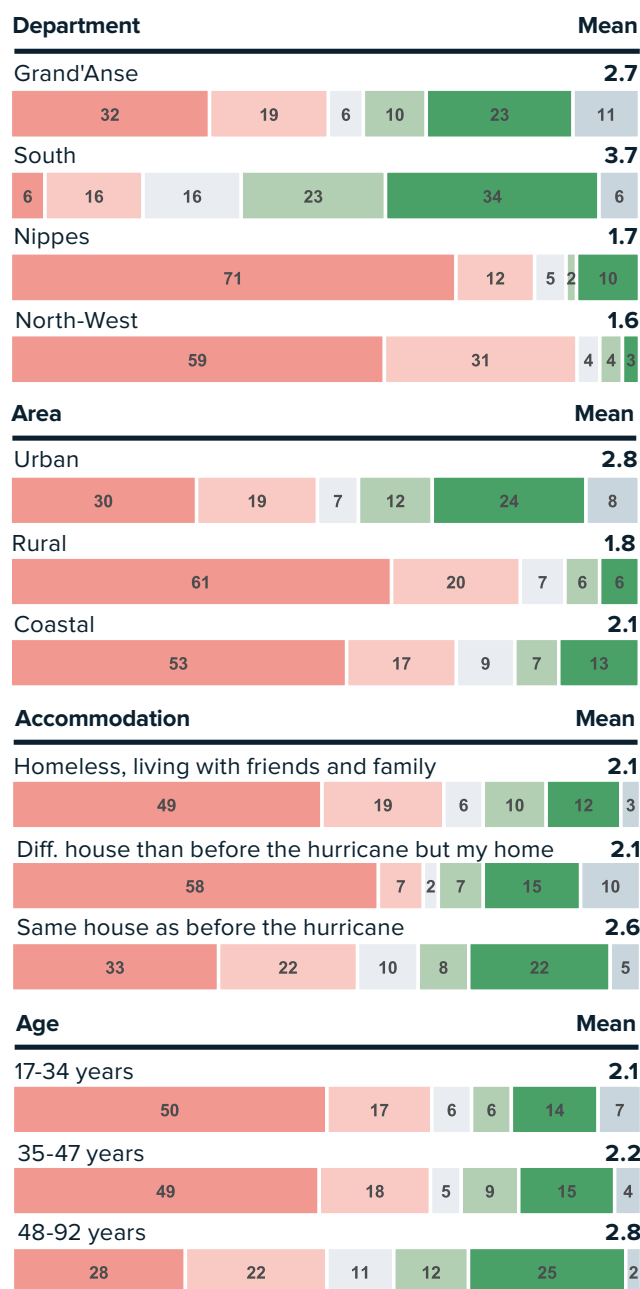 Department Mean
Grand'Anse 2.7
32 19 6 10 23 11
South 3.7
6 16 16 23 34 6
Nippes 1.7
71 12 5 2 10
North-West 1.6
59 31 4 4 3
Area Mean
Urban 2.8
30 19 7 12 24 8
Rural 1.8
61 20 7 6 6
Coastal 2.1
53 17 9 7 13
Accommodation Mean
Homeless, living with friends and family 2.1
49 19 6 10 12 3
Diff. house than before the hurricane but my home 2.1
58 7 2 7 15 10
Same house as before the hurricane 2.6
33 22 10 8 22 5
Age Mean
17-34 years 2.1
50 17 6 6 14 7
35-47 years 2.2
49 18 5 9 15 4
48-92 years 2.8
28 22 11 12 25 2